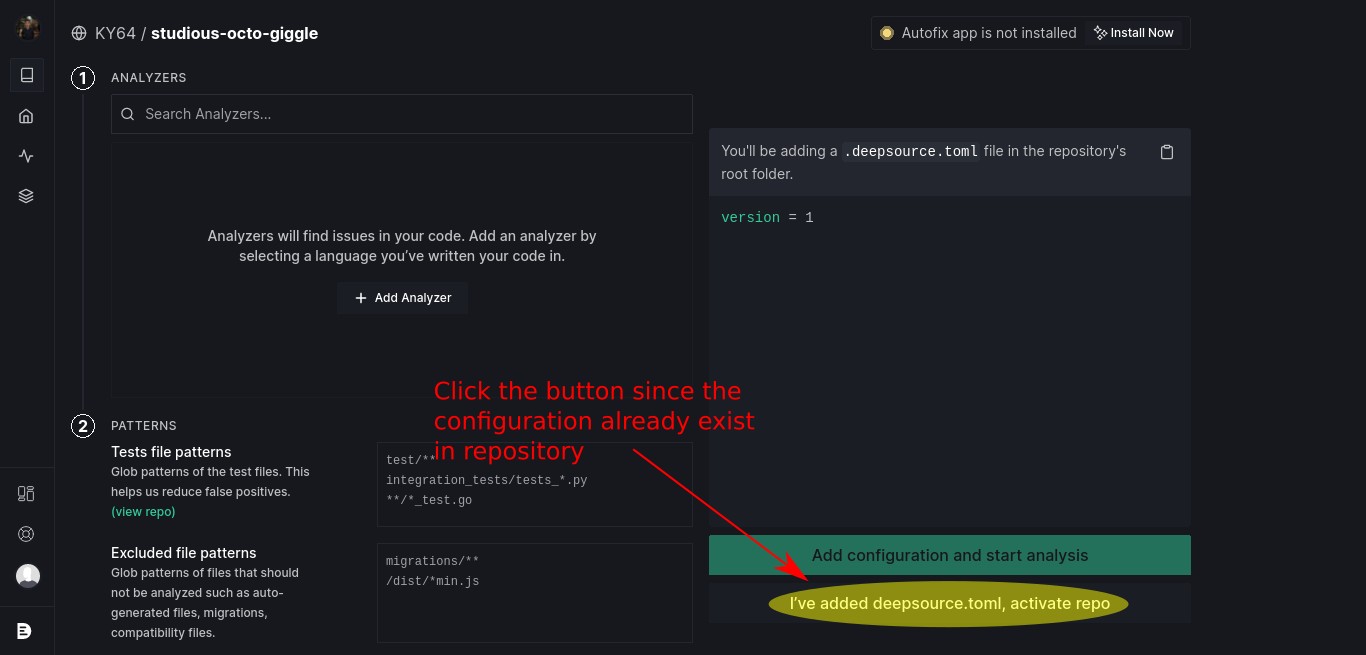 KY64 / studious-octo-giggle
Autofix app is not installed
Install Now
1
ANALYZERS
Search Analyzers...
Analyzers will find issues in your code. Add an analyzer by
selecting a language you’ve written your code in.
Add Analyzer
You'll be adding a .deepsource.toml file in the repository's
root folder.
version = 1
Click the button since the
configuration already exist
in repository
2
PATTERNS
Tests file patterns
Glob patterns of the test files. This
helps us reduce false positives.
(view repo)
test/**
integration_tests/tests_*.py
**/*_test.go
Excluded file patterns
Glob patterns of files that should
not be analyzed such as auto-
generated files, migrations,
compatibility files.
migrations/**
/dist/*min.js
Add configuration and start analysis
I’ve added deepsource.toml, activate repo